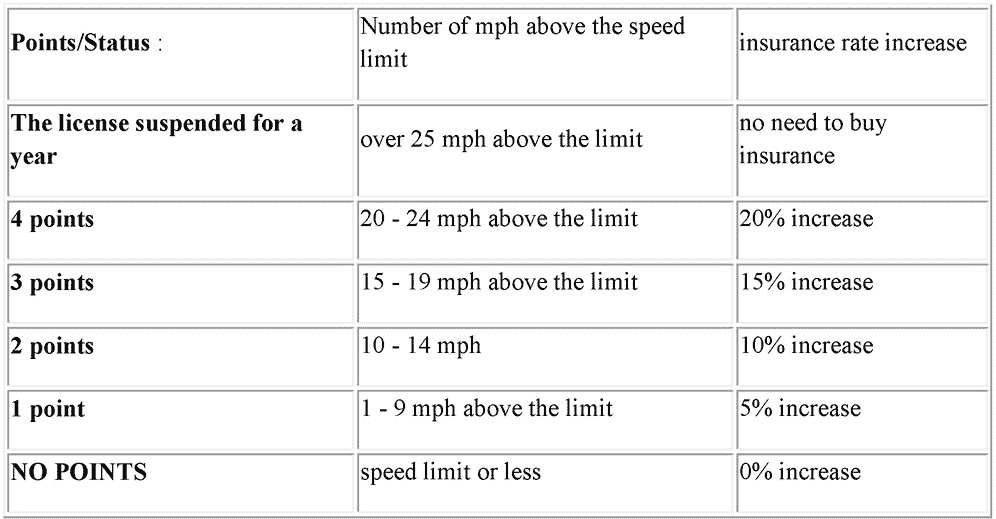 Points/Status :
Number of mph above the speed
limit
insurance rate increase
The license suspended for a
year
over 25 mph above the limit
no need to buy
insurance
4 points
20 - 24 mph above the limit
20% increase
3 points
15 - 19 mph above the limit
15% increase
2 points
10 - 14 mph
10% increase
1 point
1 - 9 mph above the limit
5% increase
NO POINTS
speed limit or less
0% increase